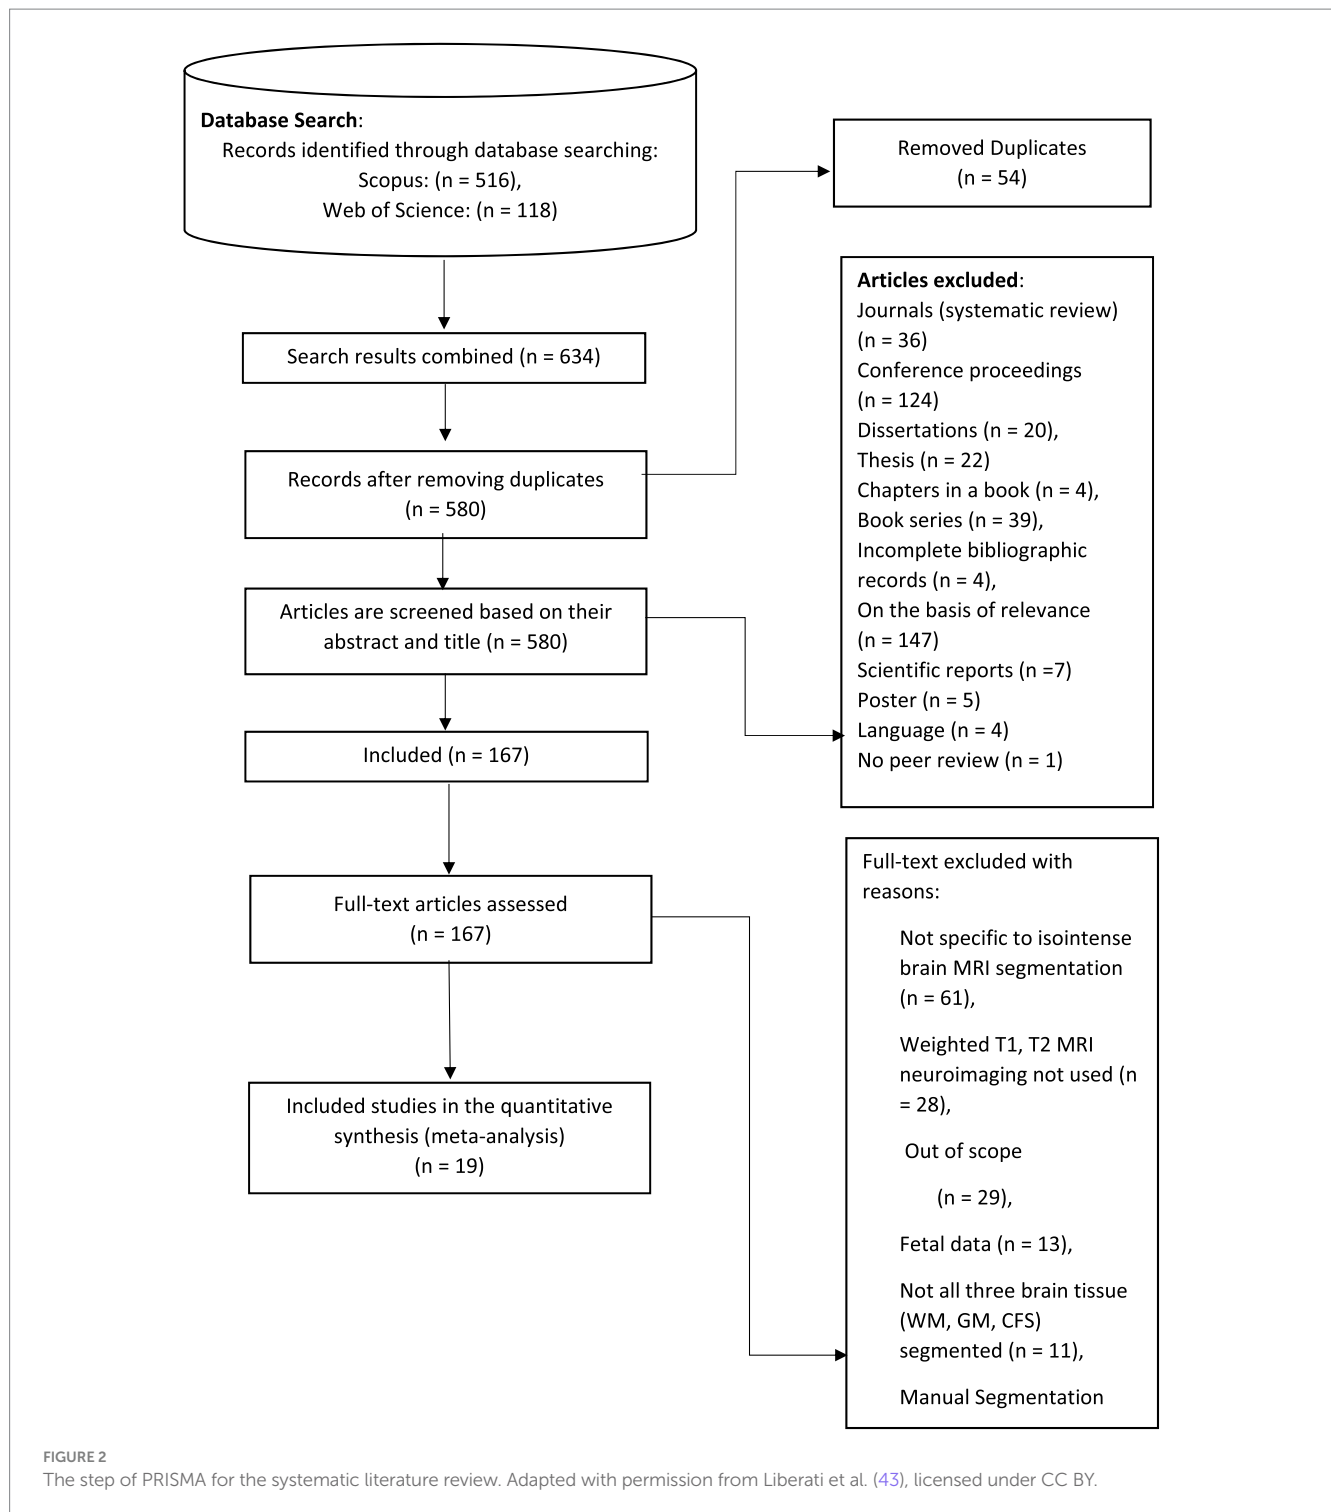 Database Search:
Records identified through database searching:
Scopus: (n = 516),
Web of Science: (n = 118)
Removed Duplicates
(n = 54)
Search results combined (n = 634)
Records after removing duplicates
(n = 580)
Articles are screened based on their
abstract and title (n = 580)
Articles excluded:
Journals (systematic review)
(n = 36)
Conference proceedings
(n = 124)
Dissertations (n = 20),
Thesis (n = 22)
Chapters in a book (n = 4),
Book series (n = 39),
Incomplete bibliographic
records (n = 4),
On the basis of relevance
(n = 147)
Scientific reports (n =7)
Poster (n = 5)
Language (n = 4)
No peer review (n = 1)
Included (n = 167)
Full-text articles assessed
(n = 167)
Full-text excluded with
reasons:
Not specific to isointense
brain MRI segmentation
(n = 61),
Weighted T1, T2 MRI
neuroimaging not used (n
= 28),
Out of scope
(n = 29),
Fetal data (n = 13),
Not all three brain tissue
(WM, GM, CFS)
segmented (n = 11),
Manual Segmentation
Included studies in the quantitative
synthesis (meta-analysis)
(n = 19)
FIGURE 2
The step of PRISMA for the systematic literature review. Adapted with permission from Liberati et al. (43), licensed under CC BY.